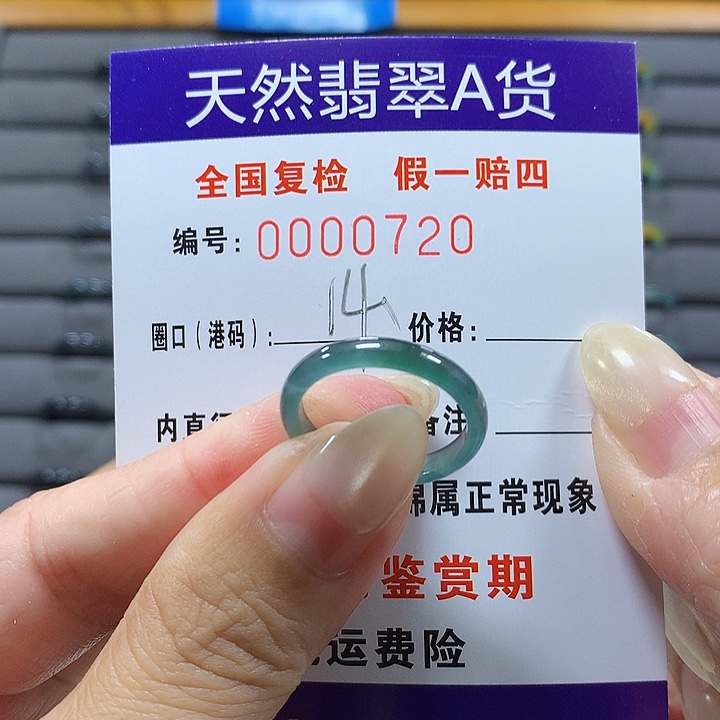 天然翡翠A货
全国复检 假一赔四
编号: 0000720
圈口(港码): 14 价格:
内直 备注
棉属正常现象
鉴赏期
运费险